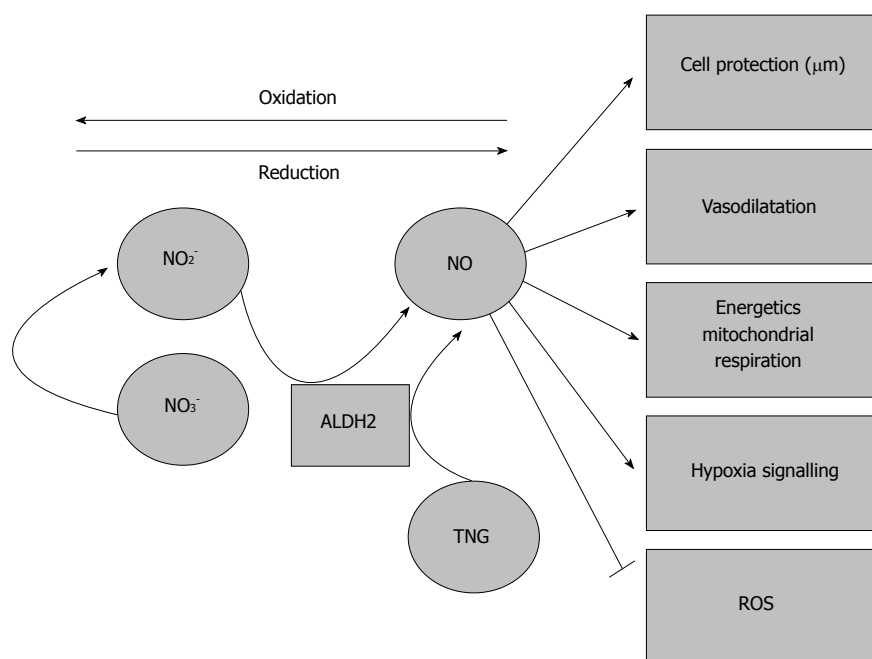 Cell protection (μm)
Oxidation
Reduction
Vasodilatation
NO₂⁻
NO
Energetics
mitochondrial
respiration
NO₃⁻
ALDH2
Hypoxia signalling
TNG
ROS